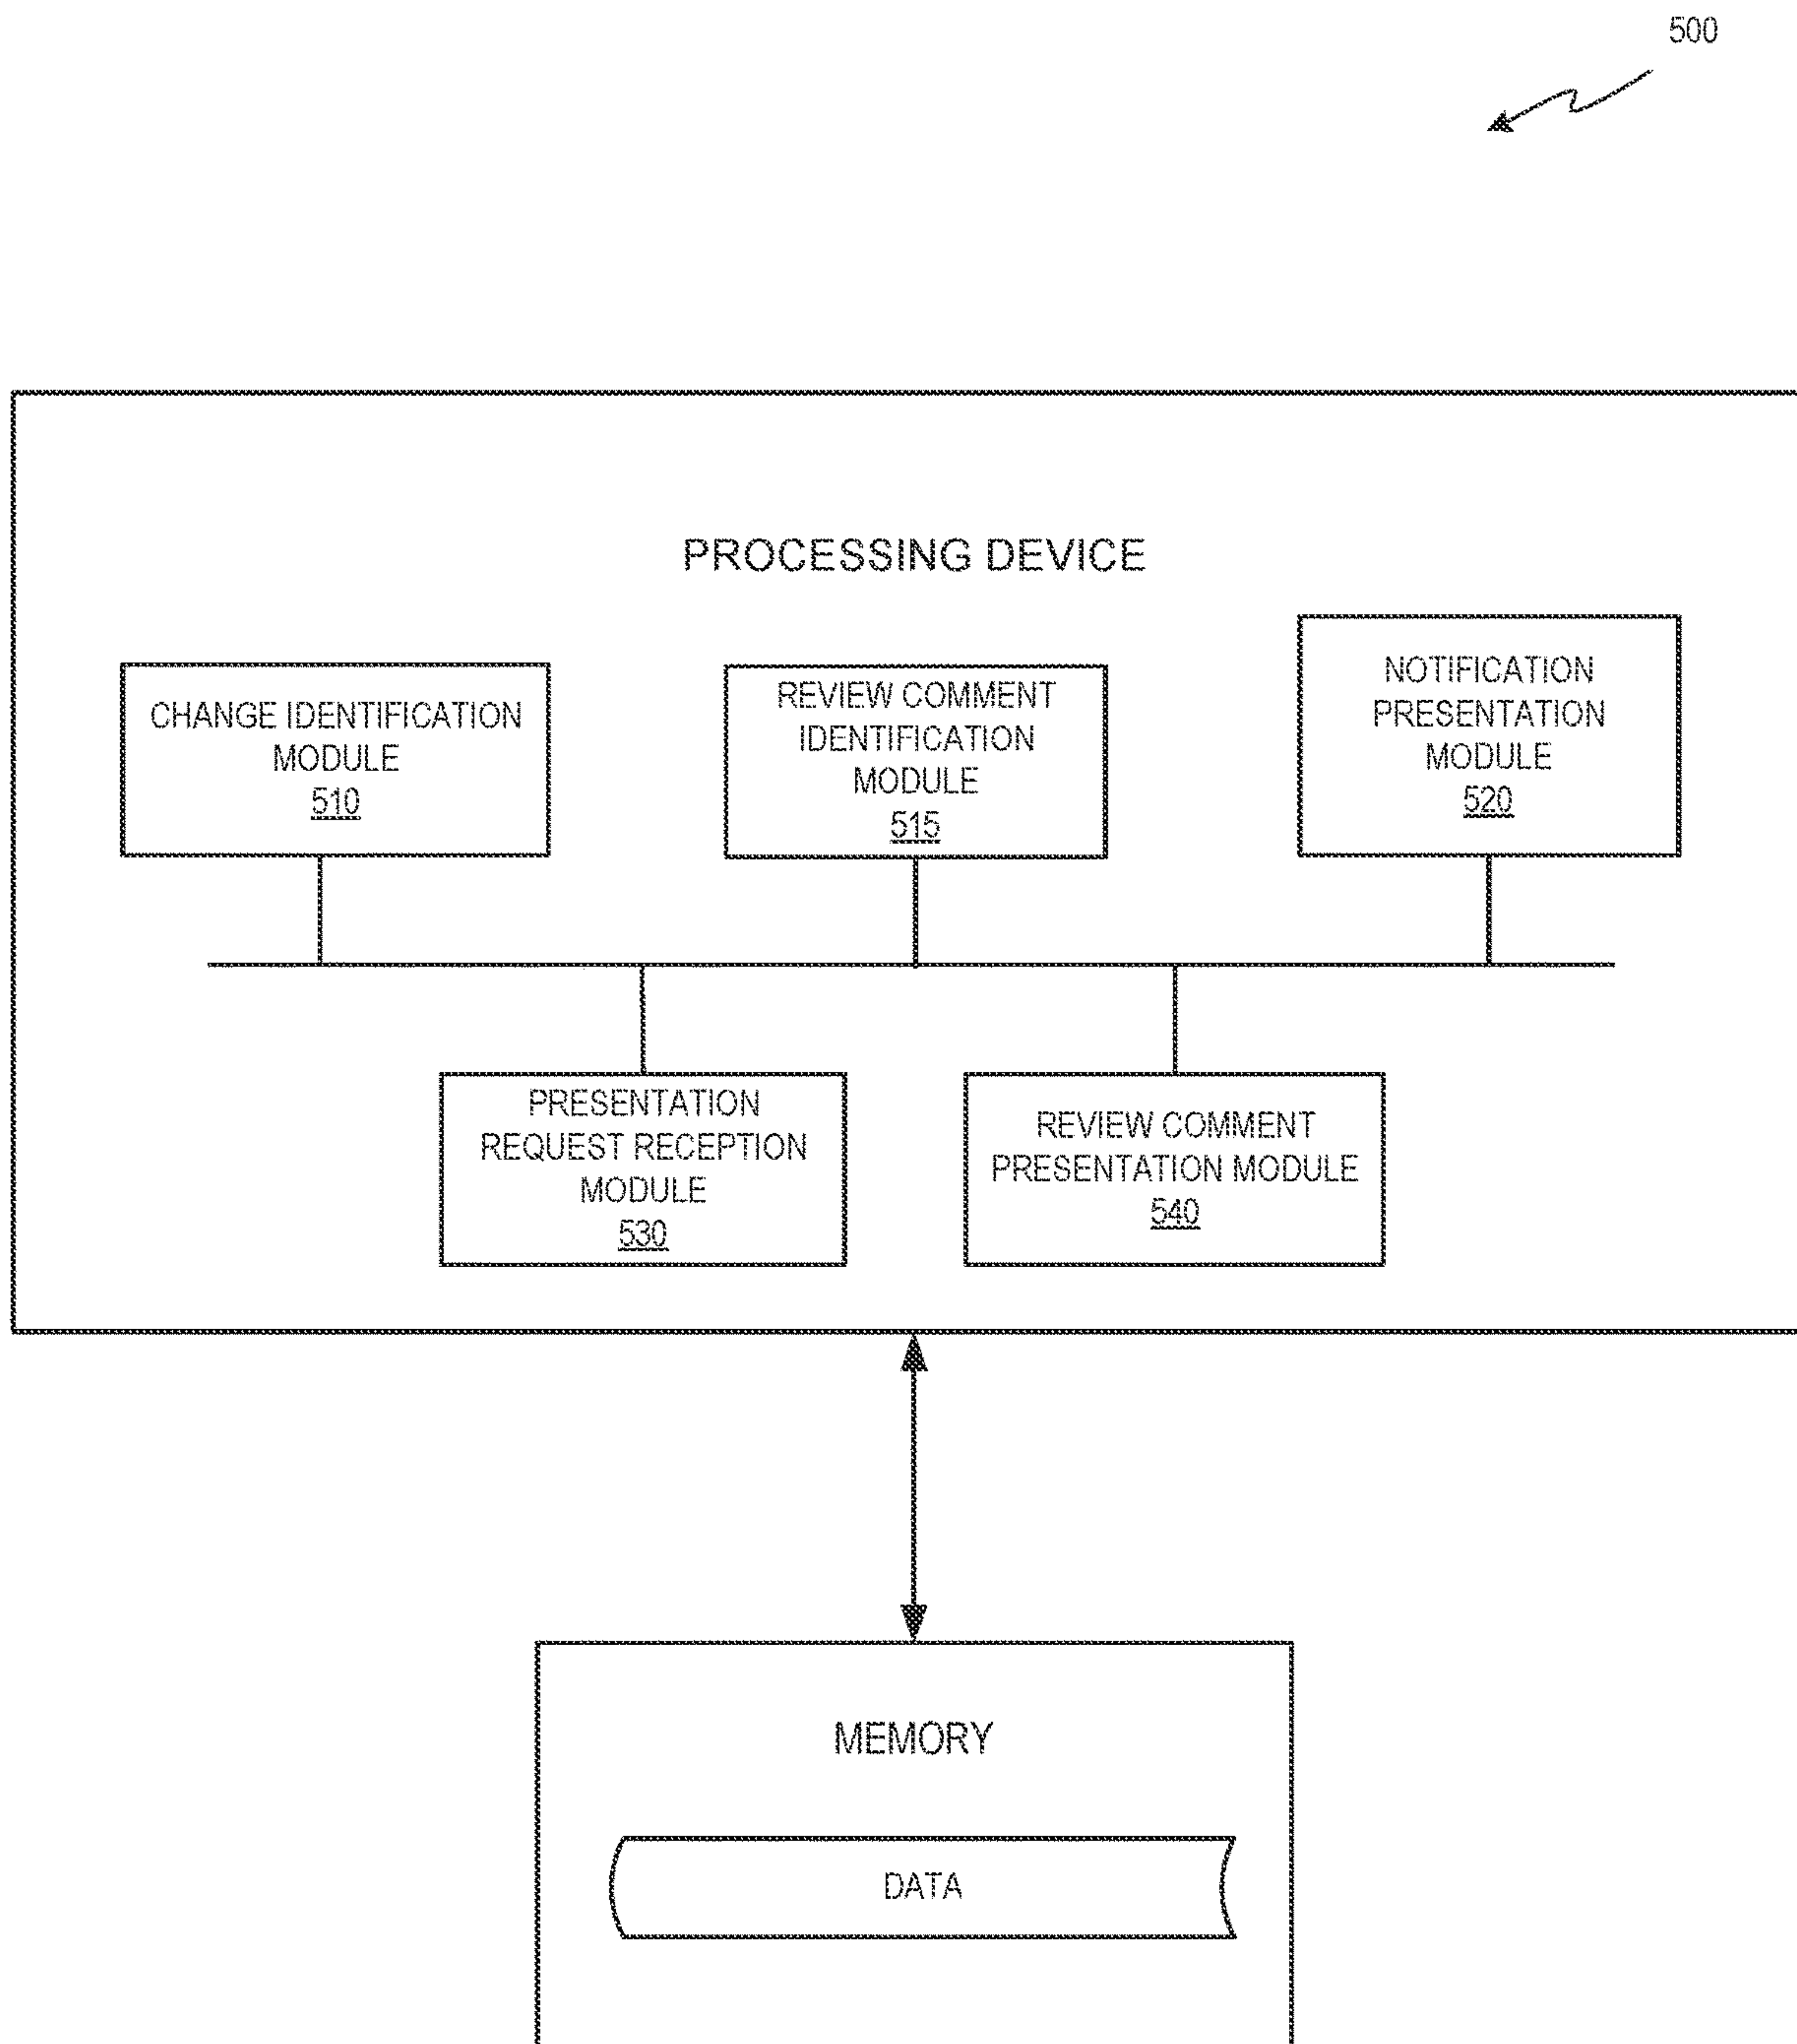 500
PROCESSING DEVICE
CHANGE IDENTIFICATION
MODULE
510
REVIEW COMMENT
IDENTIFICATION
MODULE
515
NOTIFICATION
PRESENTATION
MODULE
520
PRESENTATION
REQUEST RECEPTION
MODULE
530
REVIEW COMMENT
PRESENTATION MODULE
540
MEMORY
DATA